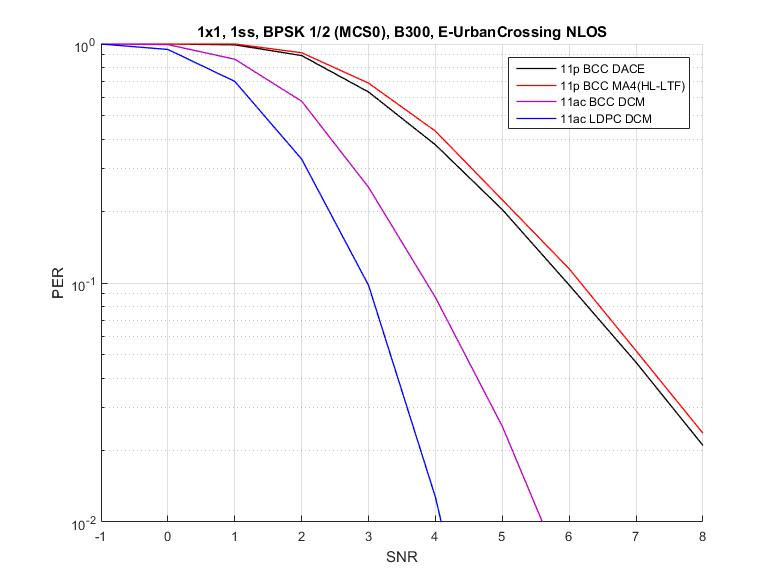 1x1, 1ss, BPSK 1/2 (MCS0), B300, E-UrbanCrossing NLOS
11p BCC DACE
11p BCC MA4(HL-LTF)
11ac BCC DCM
11ac LDPC DCM
10^0
10^-1
10^-2
PER
-1 0 1 2 3 4 5 6 7 8
SNR